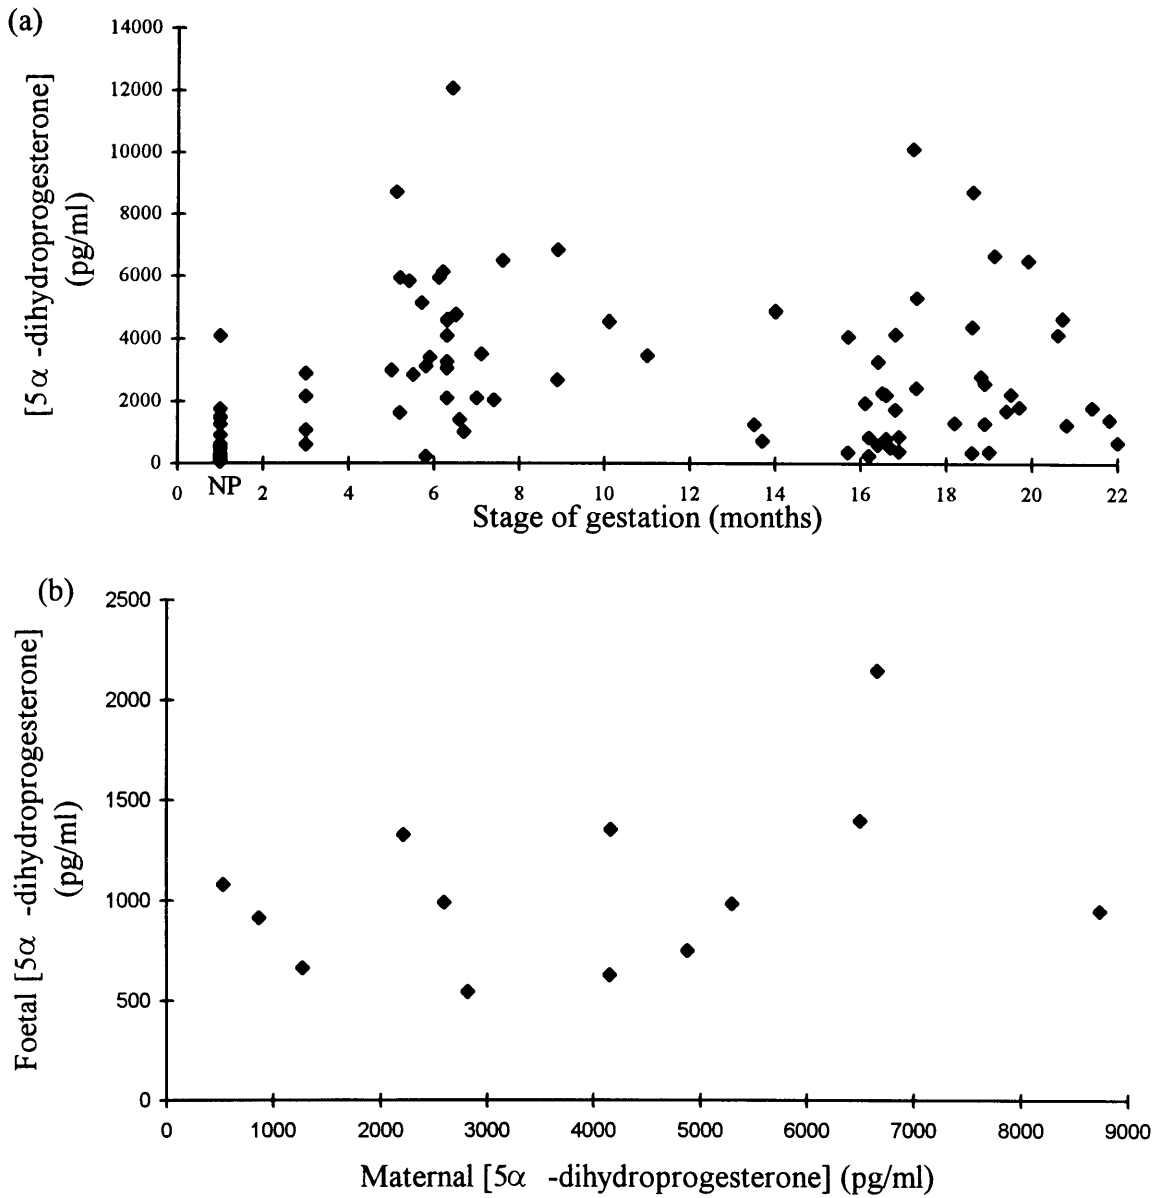 (a)
[5α -dihydroprogesterone]
(pg/ml)
14000
12000
10000
8000
6000
4000
2000
0
0 NP 2 4 6 8 10 12 14 16 18 20 22
Stage of gestation (months)
(b)
Foetal [5α -dihydroprogesterone]
(pg/ml)
2500
2000
1500
1000
500
0
0 1000 2000 3000 4000 5000 6000 7000 8000 9000
Maternal [5α -dihydroprogesterone] (pg/ml)